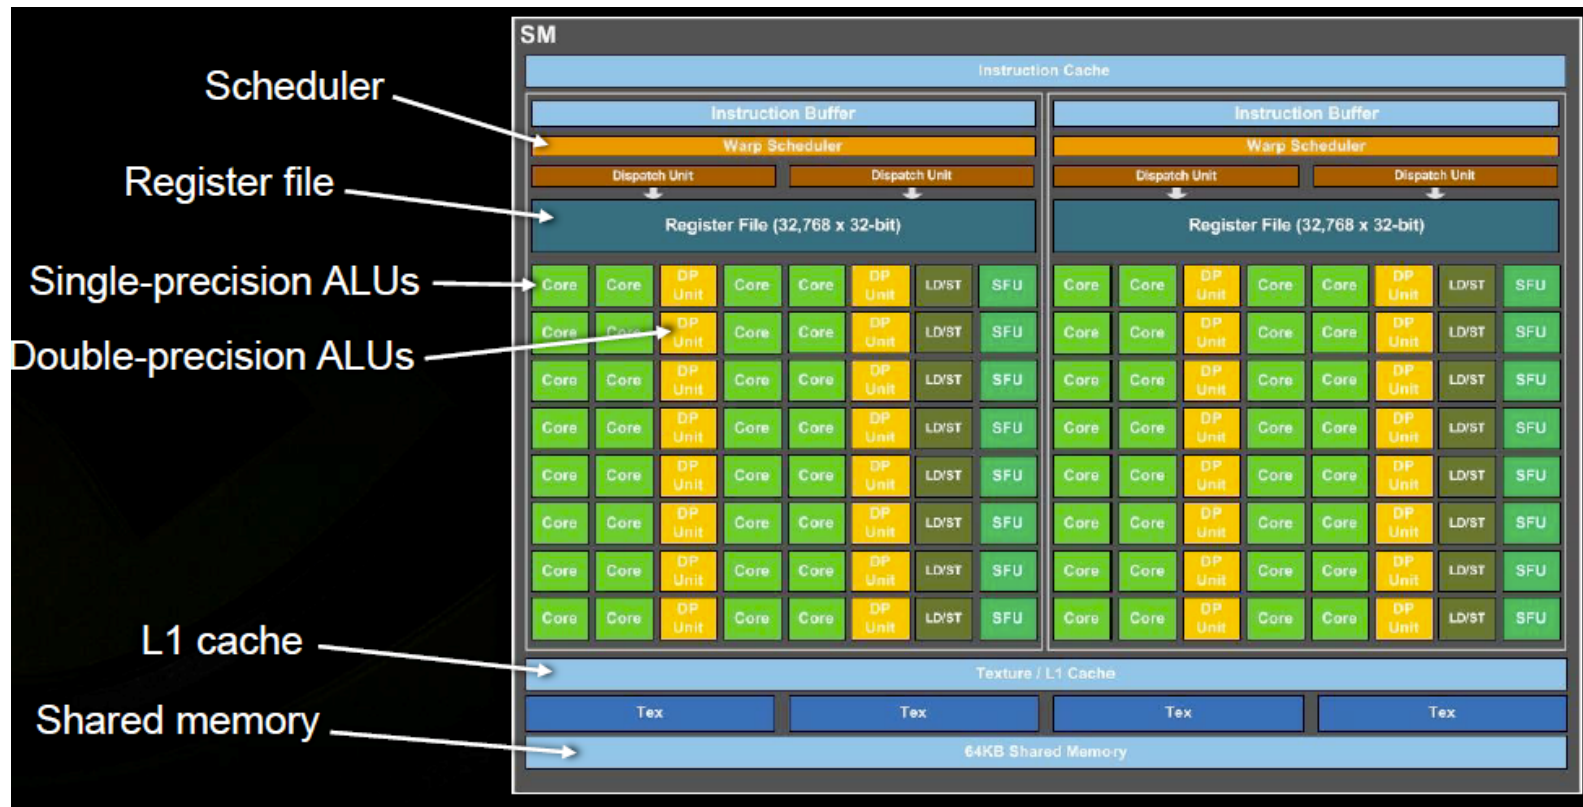 SM
Instruction Cache
Scheduler
Instruction Buffer Instruction Buffer
Warp Scheduler Warp Scheduler
Dispatch Unit Dispatch Unit Dispatch Unit Dispatch Unit
Register file
Register File (32,768 x 32-bit) Register File (32,768 x 32-bit)
Single-precision ALUs
Core Core DP Unit Core Core DP Unit LD/ST SFU Core Core DP Unit Core Core DP Unit LD/ST SFU
Double-precision ALUs
Core Core DP Unit Core Core DP Unit LD/ST SFU Core Core DP Unit Core Core DP Unit LD/ST SFU
Core Core DP Unit Core Core DP Unit LD/ST SFU Core Core DP Unit Core Core DP Unit LD/ST SFU
Core Core DP Unit Core Core DP Unit LD/ST SFU Core Core DP Unit Core Core DP Unit LD/ST SFU
Core Core DP Unit Core Core DP Unit LD/ST SFU Core Core DP Unit Core Core DP Unit LD/ST SFU
Core Core DP Unit Core Core DP Unit LD/ST SFU Core Core DP Unit Core Core DP Unit LD/ST SFU
Core Core DP Unit Core Core DP Unit LD/ST SFU Core Core DP Unit Core Core DP Unit LD/ST SFU
Core Core DP Unit Core Core DP Unit LD/ST SFU Core Core DP Unit Core Core DP Unit LD/ST SFU
L1 cache
Texture / L1 Cache
Tex Tex Tex Tex
Shared memory
64KB Shared Memory